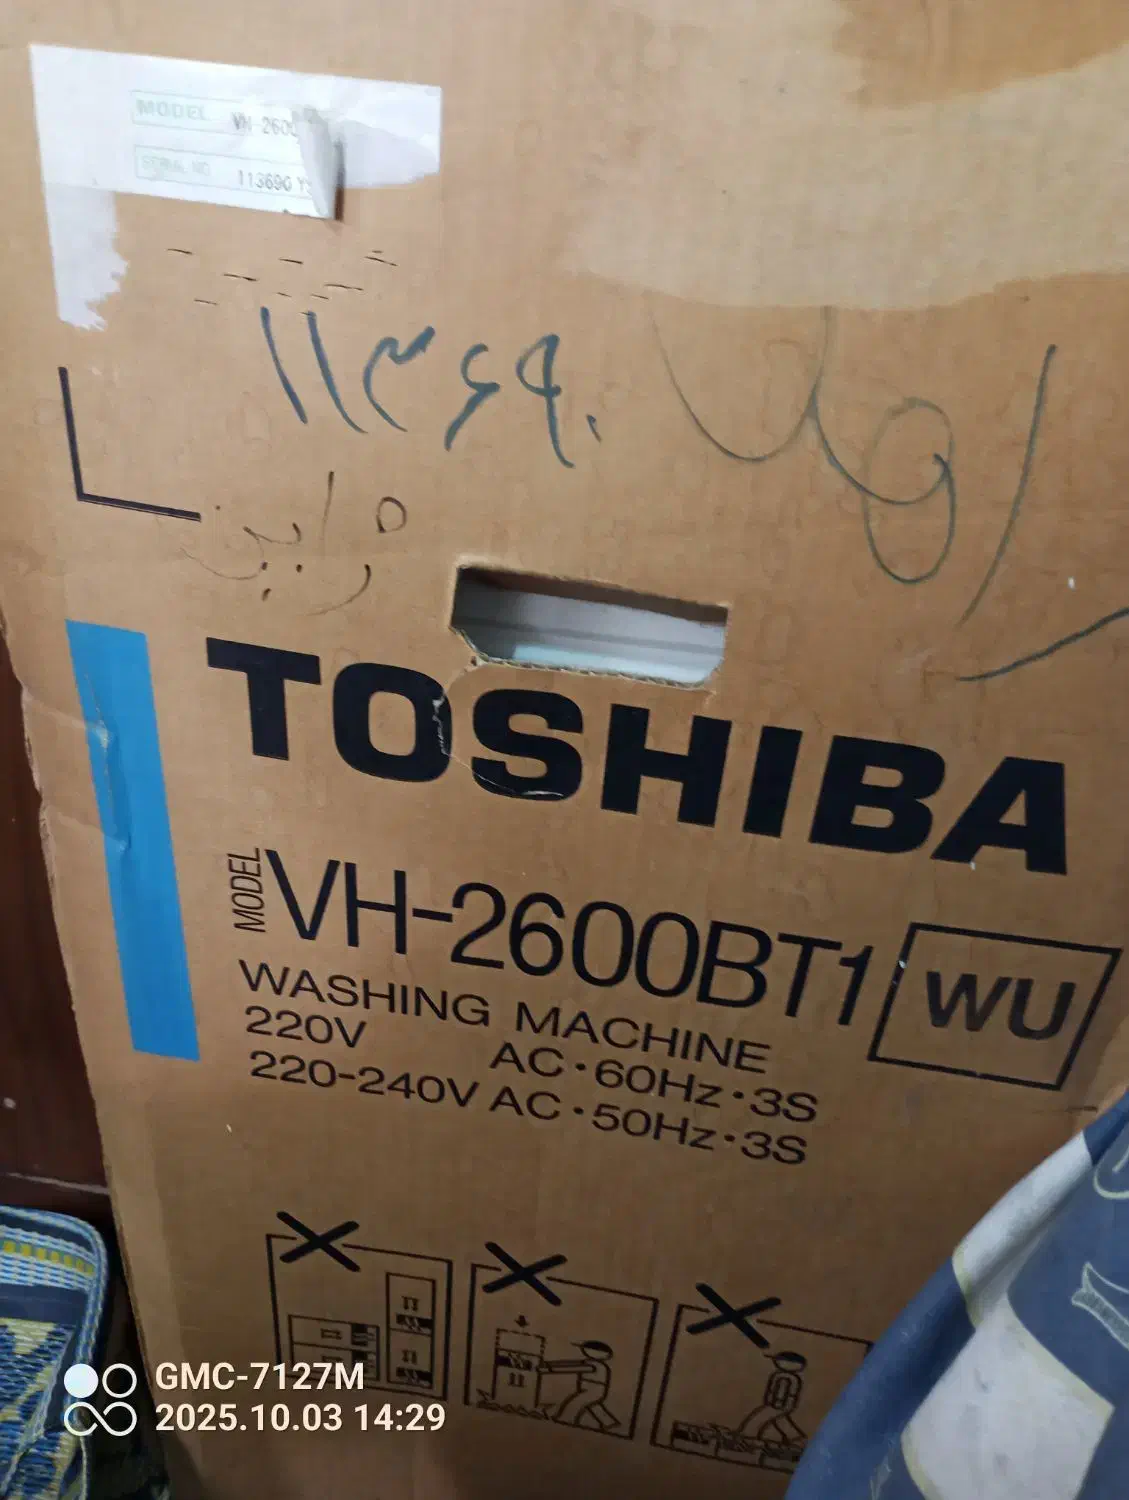 MODEL VH-2600
SERIAL NO 113690 Y
۱۱۳۶۹۰
TOSHIBA
MODEL VH-2600BT1 WU
WASHING MACHINE
220V AC·60Hz·3S
220-240V AC·50Hz·3S
GMC-7127M
2025.10.03 14:29